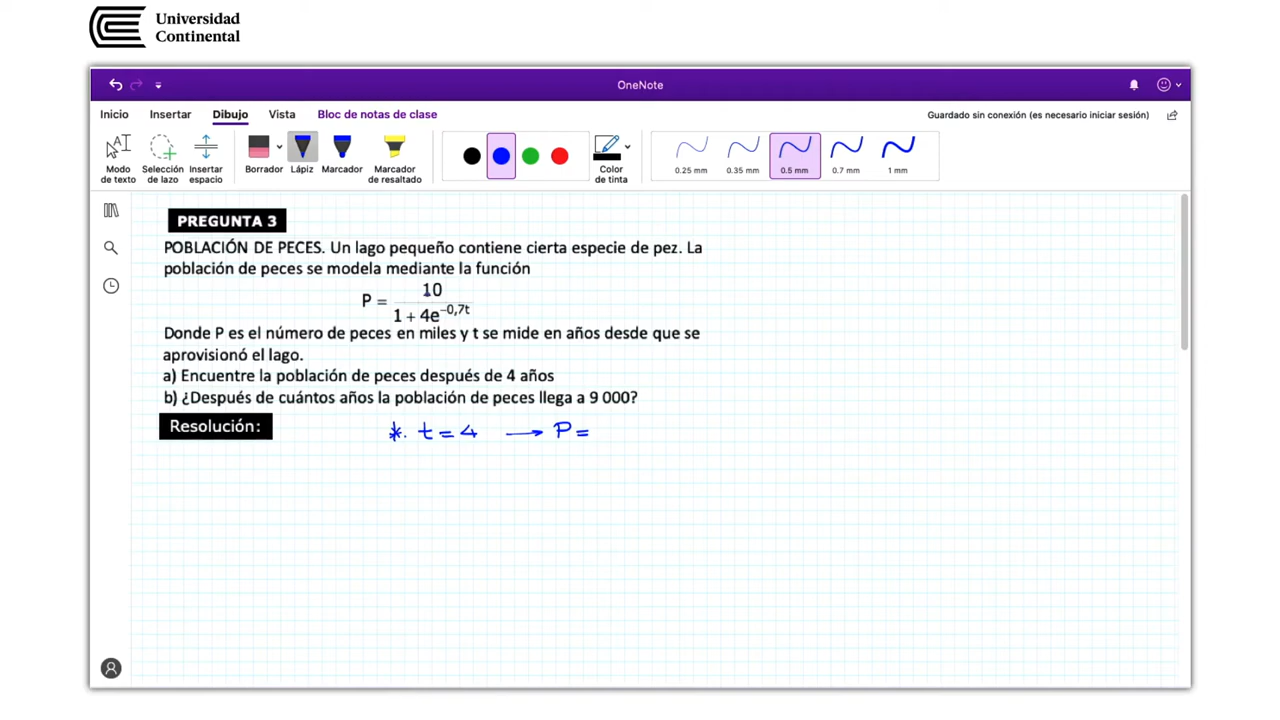 Universidad
Continental
OneNote
Inicio Insertar Dibujo Vista Bloc de notas de clase
Guardado sin conexión (es necesario iniciar sesión)
Modo de texto
Selección de lazo
Insertar espacio
Borrador
Lápiz
Marcador
Marcador de resaltado
Color de tinta
0.25 mm
0.35 mm
0.5 mm
0.7 mm
1 mm
PREGUNTA 3
POBLACIÓN DE PECES. Un lago pequeño contiene cierta especie de pez. La
población de peces se modela mediante la función
P = 10 / 1 + 4e^−0,7t
Donde P es el número de peces en miles y t se mide en años desde que se
aprovisionó el lago.
a) Encuentre la población de peces después de 4 años
b) ¿Después de cuántos años la población de peces llega a 9 000?
Resolución: *. t = 4 → P =